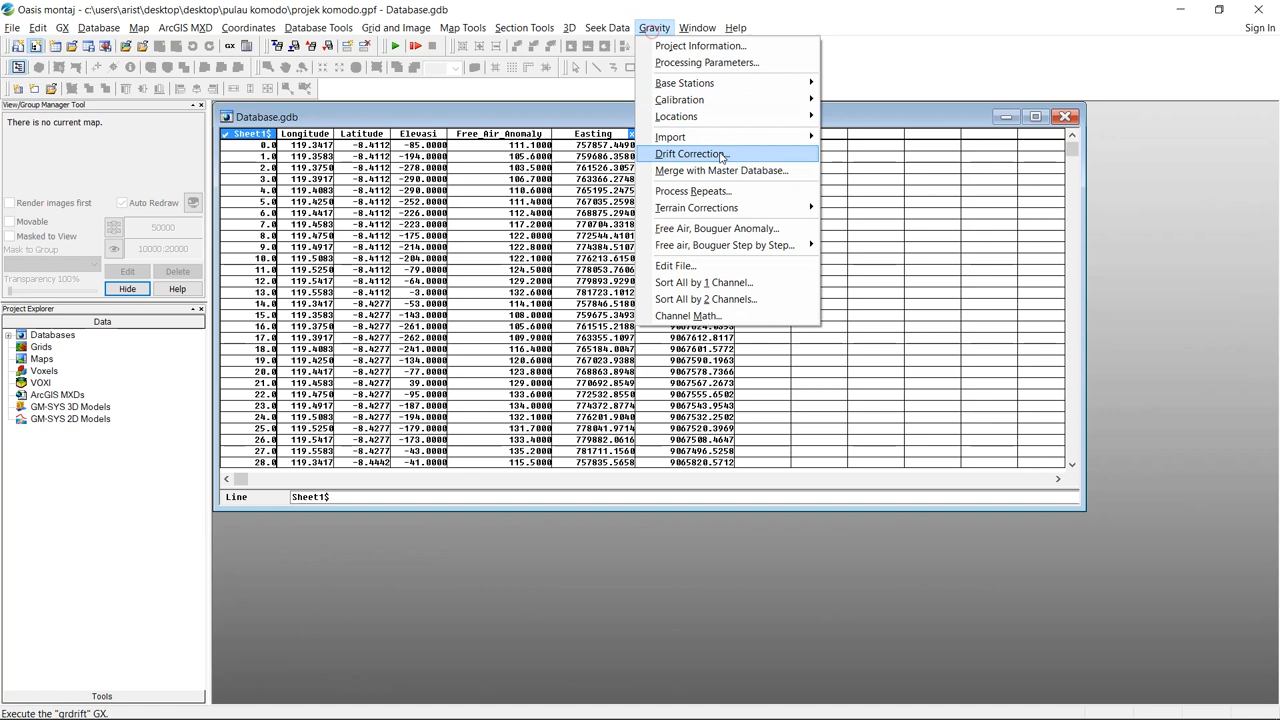 Oasis montaj - c:\users\arist\desktop\desktop\pulau komodo\projek komodo.gpf - Database.gdb
File Edit GX Database Map ArcGIS MXD Coordinates Database Tools Grid and Image Map Tools Section Tools 3D Seek Data Gravity Window Help Sign In
GX
View/Group Manager Tool
There is no current map.
Render images first Auto Redraw
Movable
Masked to View
50000
Mask to Group
10000:20000
Transparency 100%
Edit Delete
Hide Help
Project Explorer
Data
Databases
Grids
Maps
Voxels
VOXI
ArcGIS MXDs
GM-SYS 3D Models
GM-SYS 2D Models
Tools
Execute the "grdrift" GX.
Project Information...
Processing Parameters...
Base Stations
Calibration
Locations
Import
Drift Correction...
Merge with Master Database...
Process Repeats...
Terrain Corrections
Free Air, Bouguer Anomaly...
Free air, Bouguer Step by Step...
Edit File...
Sort All by 1 Channel...
Sort All by 2 Channels...
Channel Math...
Database.gdb
Sheet1$ Longitude Latitude Elevasi Free_Air_Anomaly Easting
0.0 119.3417 -8.4112 -85.0000 111.1000 757857.4490
1.0 119.3583 -8.4112 -194.0000 105.6000 759686.3580
2.0 119.3750 -8.4112 -278.0000 103.5000 761526.3057
3.0 119.3917 -8.4112 -290.0000 106.7000 763366.2748
4.0 119.4083 -8.4112 -290.0000 110.6000 765195.2475
5.0 119.4250 -8.4112 -252.0000 111.4000 767035.2598
6.0 119.4417 -8.4112 -226.0000 112.4000 768875.2940
7.0 119.4583 -8.4112 -223.0000 117.4000 770704.3318
8.0 119.4750 -8.4112 -175.0000 122.0000 772544.4108
9.0 119.4917 -8.4112 -214.0000 122.8000 774384.5107
10.0 119.5083 -8.4112 -204.0000 122.1000 776213.6150
11.0 119.5250 -8.4112 -79.0000 124.5000 778053.7606
12.0 119.5417 -8.4112 -64.0000 129.2000 779893.9290
13.0 119.5583 -8.4112 -3.0000 132.6000 781723.1012
14.0 119.3417 -8.4277 -53.0000 114.1000 757846.5180
15.0 119.3583 -8.4277 -143.0000 108.0000 759675.3493
16.0 119.3750 -8.4277 -261.0000 105.6000 761515.2188 9067624.0393
17.0 119.3917 -8.4277 -262.0000 109.9000 763355.1097 9067612.8117
18.0 119.4083 -8.4277 -241.0000 116.4000 765184.0047 9067601.5772
19.0 119.4250 -8.4277 -134.0000 120.6000 767023.9388 9067590.1963
20.0 119.4417 -8.4277 -77.0000 123.8000 768863.8948 9067578.7366
21.0 119.4583 -8.4277 39.0000 129.0000 770692.8549 9067567.2673
22.0 119.4750 -8.4277 -95.0000 133.6000 772532.8550 9067555.6502
23.0 119.4917 -8.4277 -187.0000 134.0000 774372.8774 9067543.9543
24.0 119.5083 -8.4277 -194.0000 132.1000 776201.9040 9067532.2502
25.0 119.5250 -8.4277 -179.0000 131.7000 778041.9714 9067520.3969
26.0 119.5417 -8.4277 -173.0000 133.4000 779882.0616 9067508.4647
27.0 119.5583 -8.4277 -43.0000 135.2000 781711.1560 9067496.5258
28.0 119.3417 -8.4442 -41.0000 115.5000 757835.5658 9065820.5712
Line Sheet1$